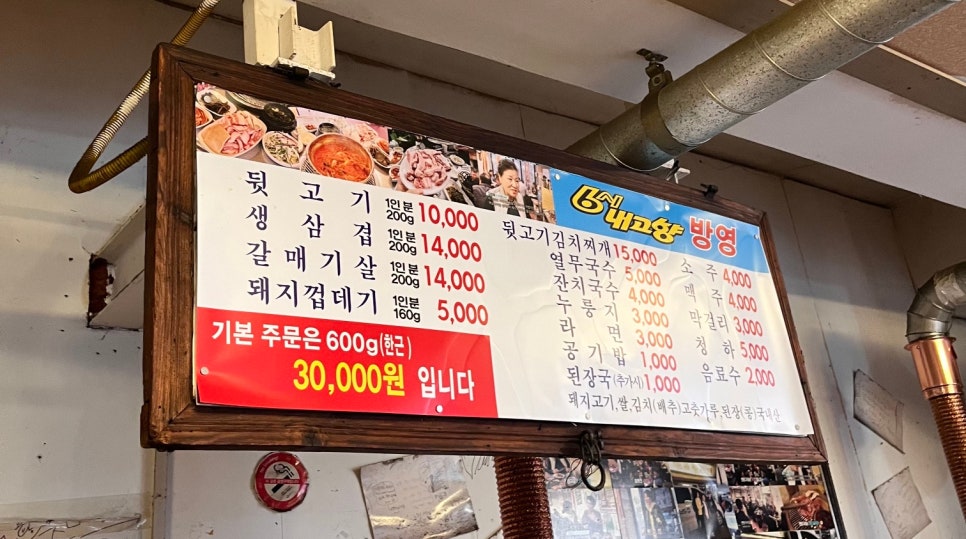 뒷고기 1인분 200g 10,000
생삼겹 1인분 200g 14,000
갈매기살 1인분 200g 14,000
돼지껍데기 1인분 160g 5,000
기본 주문은 600g(한근)
30,000원 입니다
6시 내고향 방영
뒷고기김치찌개 15,000
열무국수 5,000
잔치국수 4,000
누룽지 3,000
라면 3,000
공기밥 1,000
된장국(추가시) 1,000
소주 4,000
맥주 4,000
막걸리 3,000
청하 5,000
음료수 2,000
돼지고기,쌀,김치(배추)고춧가루,된장(콩)국내산